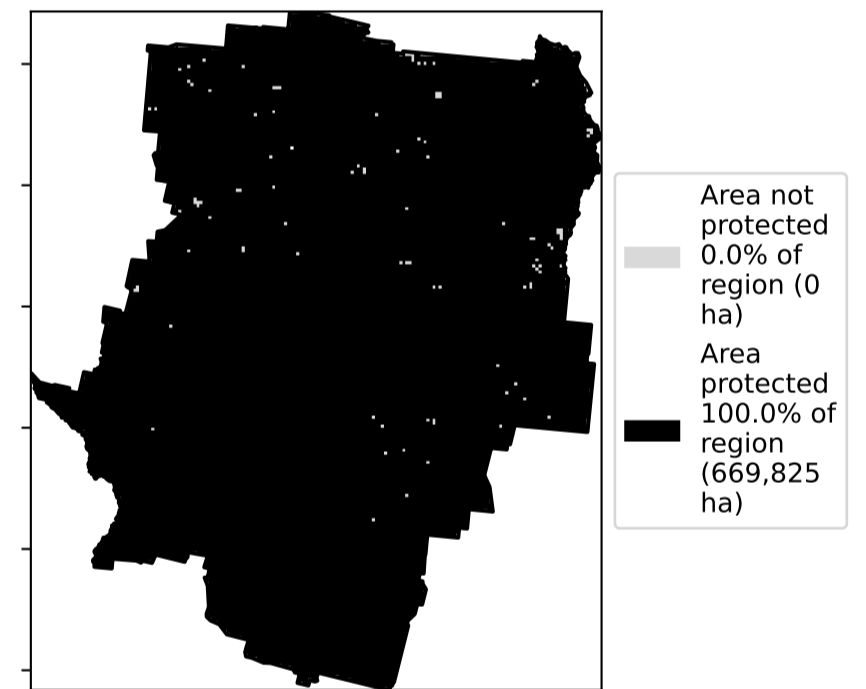 Area not
protected
0.0% of
region (0
ha)
Area
protected
100.0% of
region
(669,825
ha)